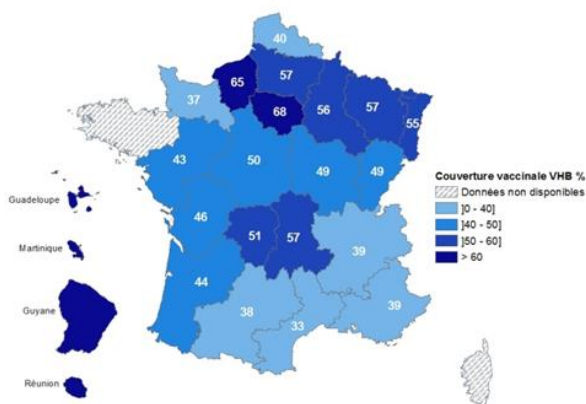 40
65
57
37
68
56
57
55
43
50
49
49
46
51
57
39
44
38
33
39
Guadeloupe
Martinique
Guyane
Réunion
Couverture vaccinale VHB %
Données non disponibles
]0 - 40]
]40 - 50]
]50 - 60]
> 60